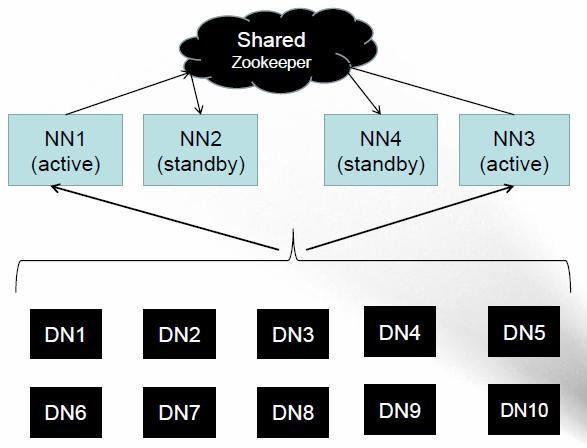 Shared
Zookeeper
NN1
(active)
NN2
(standby)
NN4
(standby)
NN3
(active)
DN1
DN2
DN3
DN4
DN5
DN6
DN7
DN8
DN9
DN10